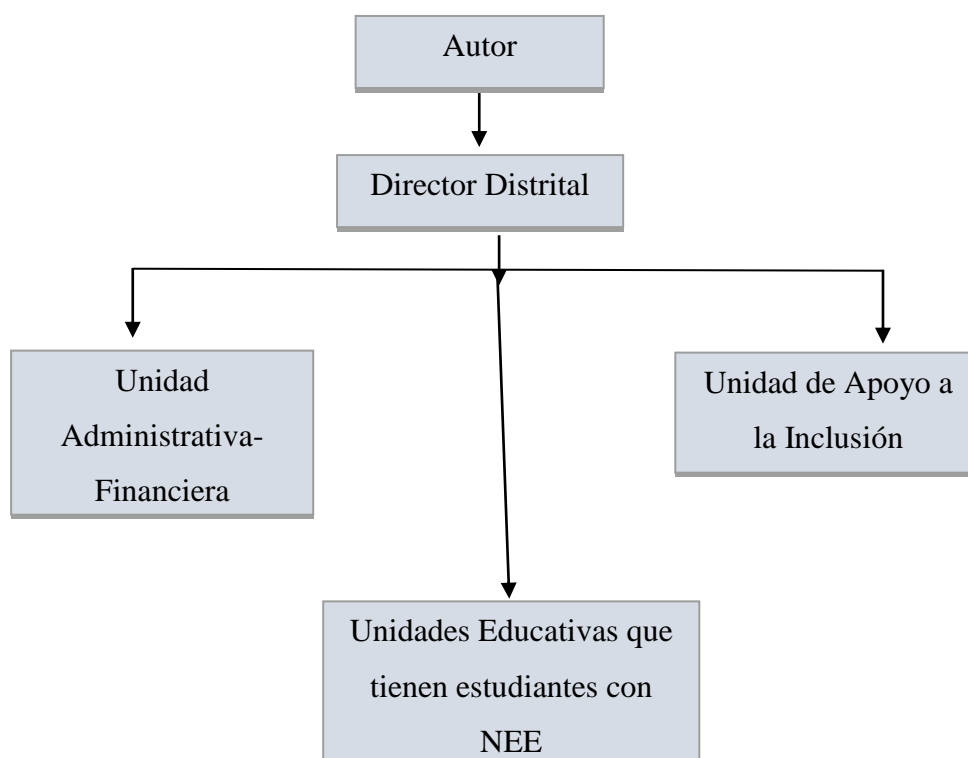 Autor
Director Distrital
Unidad
Administrativa-
Financiera
Unidad de Apoyo a
la Inclusión
Unidades Educativas que
tienen estudiantes con
NEE